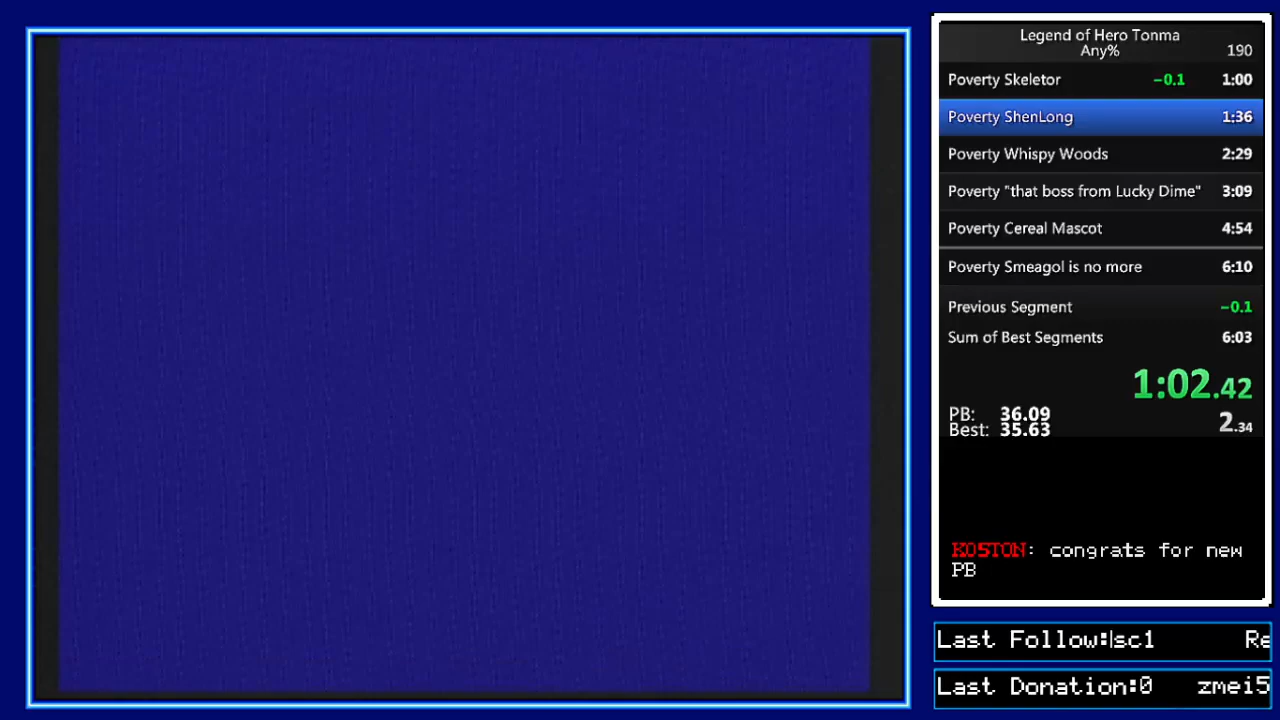 Legend of Hero Tonma
Any% 190
Poverty Skeletor -0.1 1:00
Poverty ShenLong 1:36
Poverty Whispy Woods 2:29
Poverty "that boss from Lucky Dime" 3:09
Poverty Cereal Mascot 4:54
Poverty Smeagol is no more 6:10
Previous Segment -0.1
Sum of Best Segments 6:03
1:02.42
PB: 36.09 2.34
Best: 35.63
KOSTON: congrats for new
PB
Last Follow: sc1 Re
Last Donation:0 zmei5